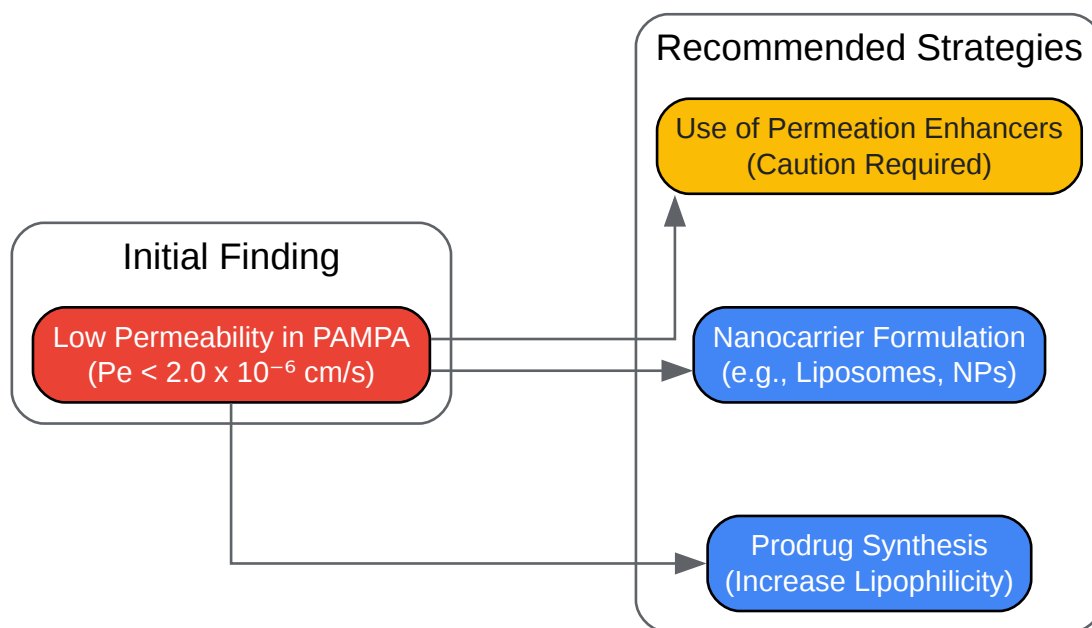 Recommended Strategies
Use of Permeation Enhancers
(Caution Required)
Initial Finding
Low Permeability in PAMPA
(Pe < 2.0 x 10⁻⁶ cm/s)
Nanocarrier Formulation
(e.g., Liposomes, NPs)
Prodrug Synthesis
(Increase Lipophilicity)